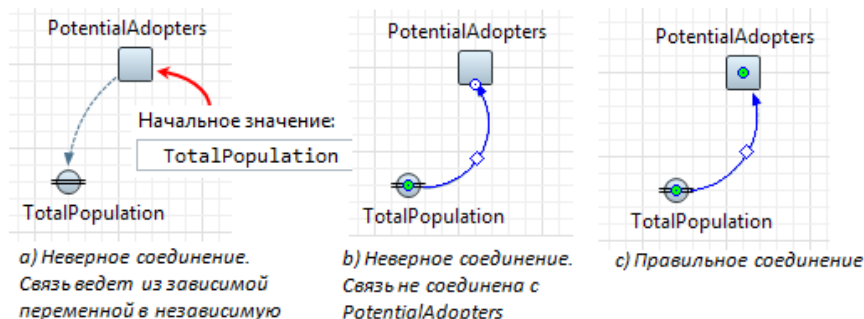 PotentialAdopters
Начальное значение:
TotalPopulation
TotalPopulation
a) Неверное соединение.
Связь ведет из зависимой
переменной в независимую
PotentialAdopters
TotalPopulation
b) Неверное соединение.
Связь не соединена с
PotentialAdopters
PotentialAdopters
TotalPopulation
c) Правильное соединение